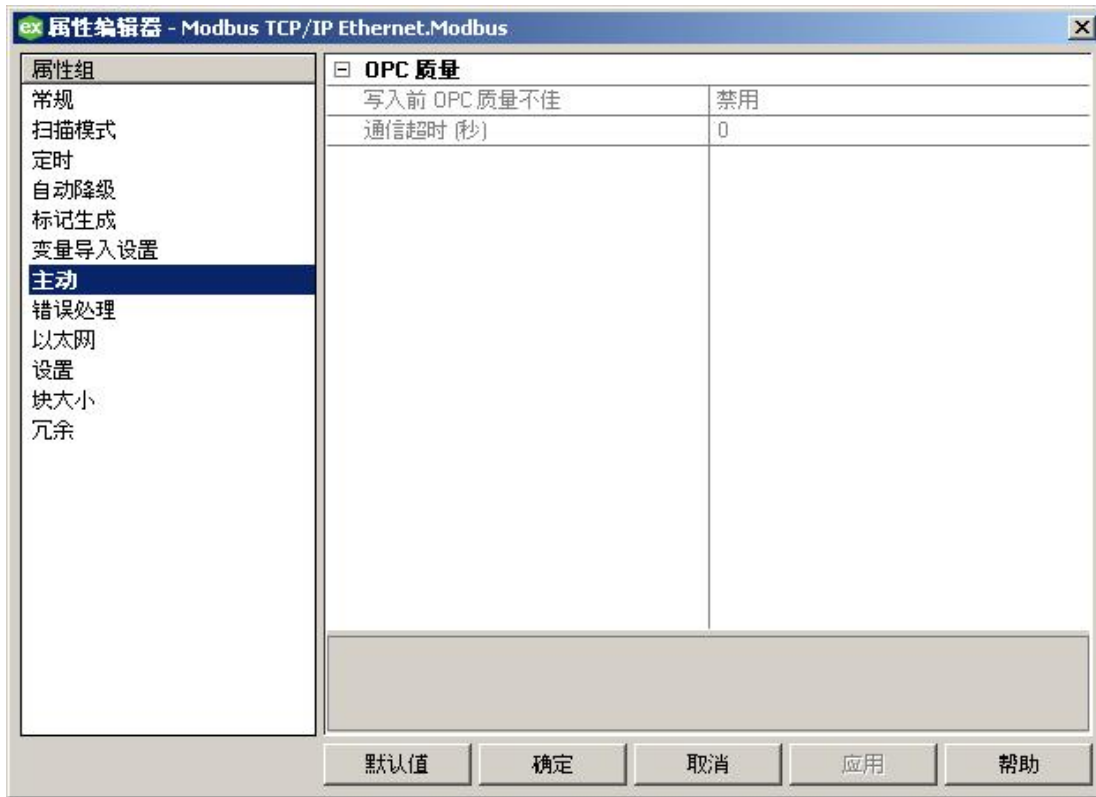 ex 属性编辑器 - Modbus TCP/IP Ethernet.Modbus
属性组
常规
扫描模式
定时
自动降级
标记生成
变量导入设置
主动
错误处理
以太网
设置
块大小
冗余
OPC 质量
写入前 OPC 质量不佳 禁用
通信超时 (秒) 0
默认值 确定 取消 应用 帮助